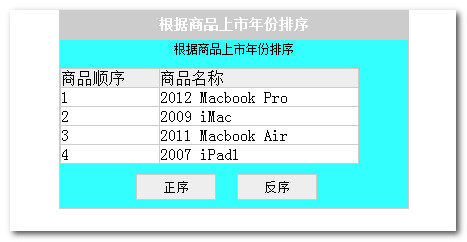 根据商品上市年份排序
根据商品上市年份排序
商品顺序 商品名称
1 2012 Macbook Pro
2 2009 iMac
3 2011 Macbook Air
4 2007 iPad1
正序 反序